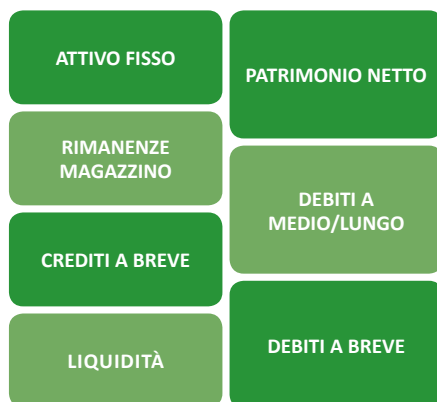 ATTIVO FISSO
RIMANENZE
MAGAZZINO
CREDITI A BREVE
LIQUIDITÀ
PATRIMONIO NETTO
DEBITI A
MEDIO/LUNGO
DEBITI A BREVE